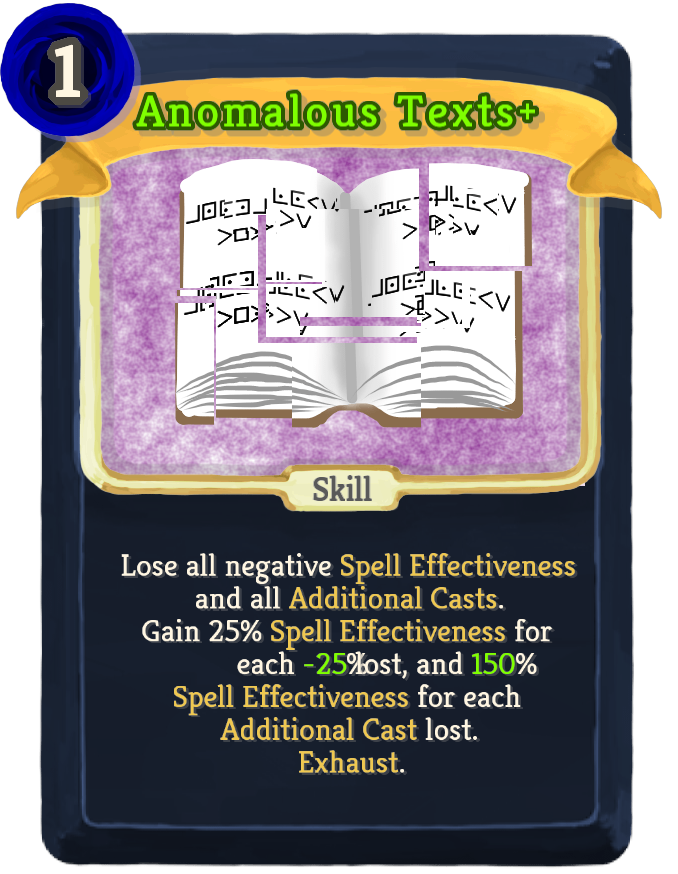 1
Anomalous Texts+
Skill
Lose all negative Spell Effectiveness
and all Additional Casts.
Gain 25% Spell Effectiveness for
each -25% lost, and 150%
Spell Effectiveness for each
Additional Cast lost.
Exhaust.